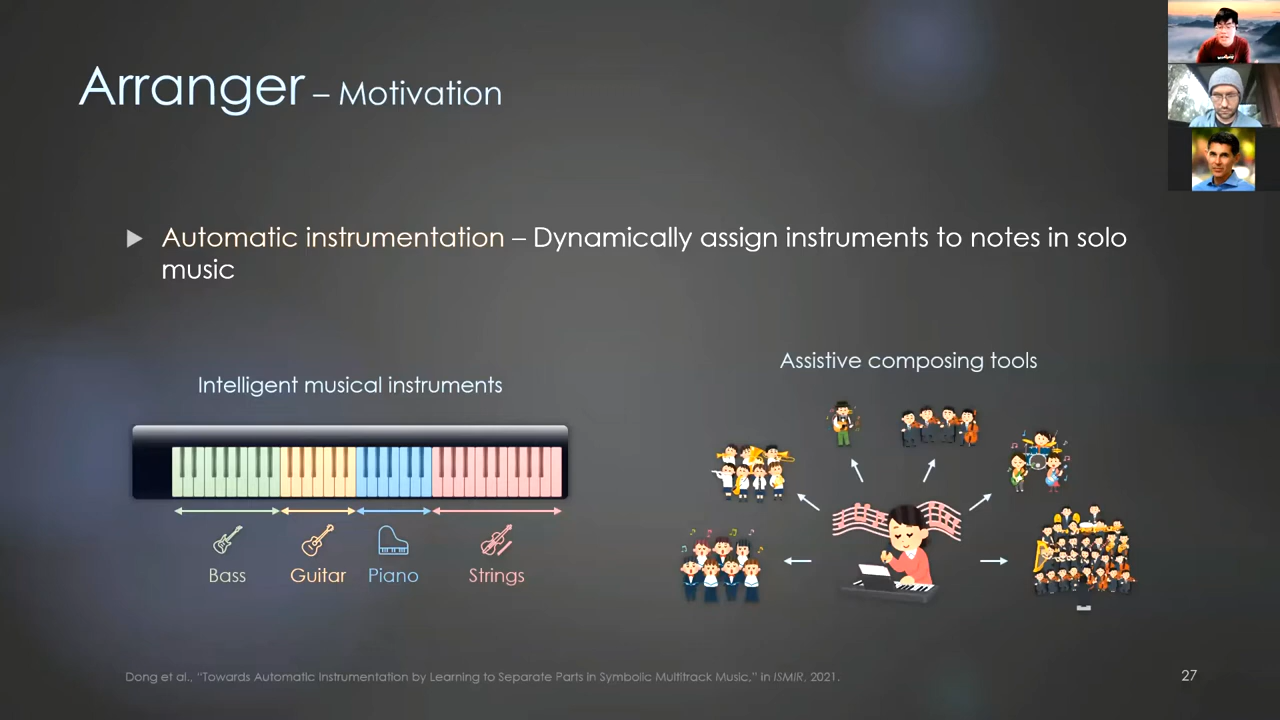 Arranger – Motivation
Automatic instrumentation – Dynamically assign instruments to notes in solo
music
Intelligent musical instruments
Assistive composing tools
Bass
Guitar
Piano
Strings
Dong et al., “Towards Automatic Instrumentation by Learning to Separate Parts in Symbolic Multitrack Music,” in ISMIR, 2021.
27